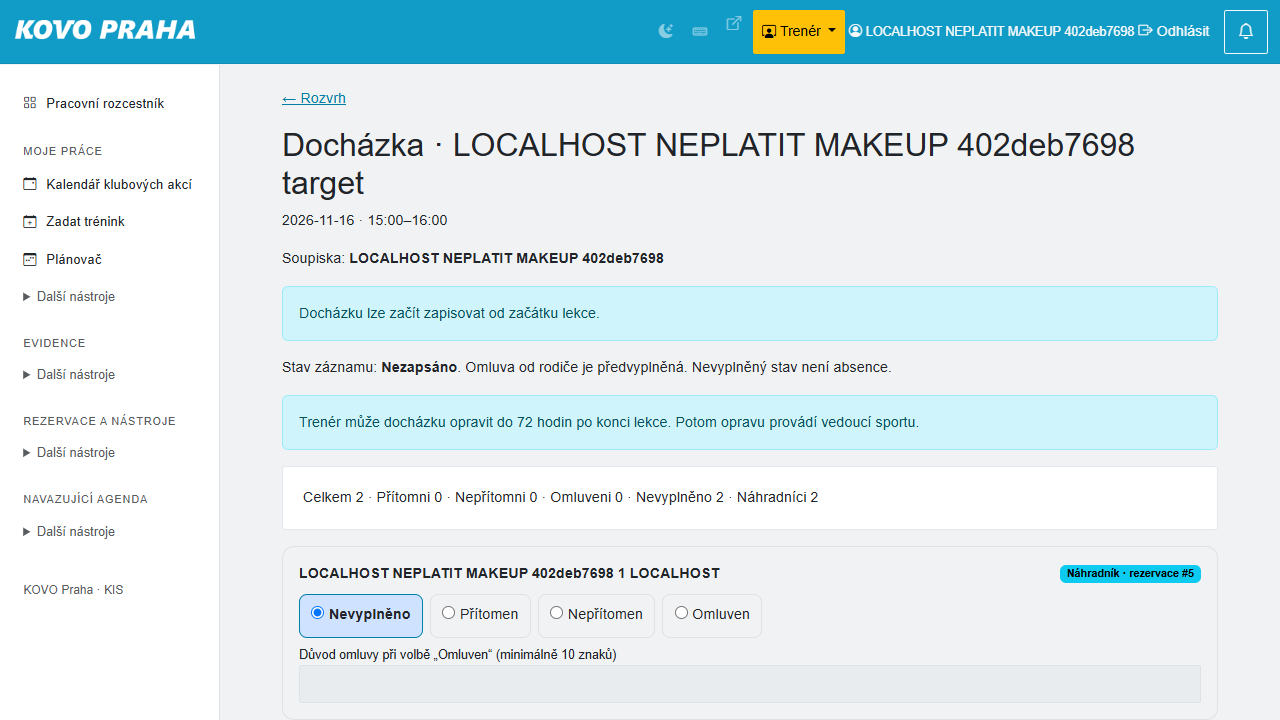 KOVO PRAHA
Trenér
LOCALHOST NEPLATIT MAKEUP 402deb7698
Odhlásit
Pracovní rozcestník
MOJE PRÁCE
Kalendář klubových akcí
Zadat trénink
Plánovač
Další nástroje
EVIDENCE
Další nástroje
REZERVACE A NÁSTROJE
Další nástroje
NAVAZUJÍCÍ AGENDA
Další nástroje
KOVO Praha · KIS
← Rozvrh
Docházka · LOCALHOST NEPLATIT MAKEUP 402deb7698
target
2026-11-16 · 15:00–16:00
Soupiska: LOCALHOST NEPLATIT MAKEUP 402deb7698
Docházku lze začít zapisovat od začátku lekce.
Stav záznamu: Nezapsáno. Omluva od rodiče je předvyplněná. Nevyplněný stav není absence.
Trenér může docházku opravit do 72 hodin po konci lekce. Potom opravu provádí vedoucí sportu.
Celkem 2 · Přítomni 0 · Nepřítomni 0 · Omluveni 0 · Nevyplněno 2 · Náhradníci 2
LOCALHOST NEPLATIT MAKEUP 402deb7698 1 LOCALHOST
Náhradník · rezervace #5
Nevyplněno
Přítomen
Nepřítomen
Omluven
Důvod omluvy při volbě „Omluven“ (minimálně 10 znaků)